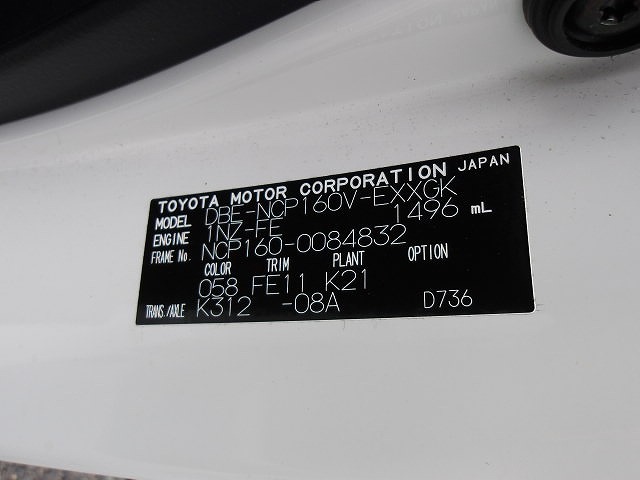 TOYOTA MOTOR CORPORATION JAPAN
MODEL DBE-NCP160V-EXXGK
ENGINE 1NZ-FE 1496 mL
FRAME No. NCP160-0084832
COLOR TRIM PLANT OPTION
058 FE11 K21
TRANS./AXLE K312 -08A D736